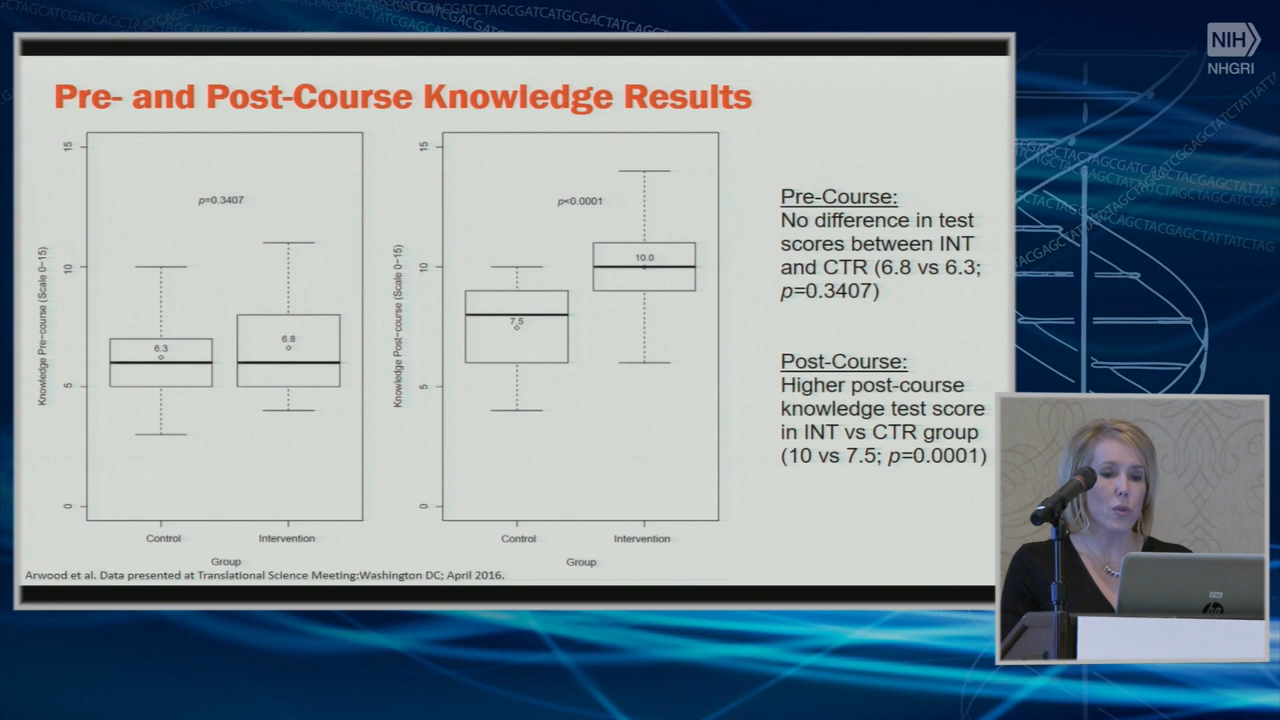 NIH
NHGRI
Pre- and Post-Course Knowledge Results
15
10
5
0
Knowledge Pre-course (Scale 0-15)
p=0.3407
6.3
6.8
Control
Intervention
Group
15
10
5
0
Knowledge Post-course (Scale 0-15)
p<0.0001
7.5
10.0
Control
Intervention
Group
Pre-Course:
No difference in test
scores between INT
and CTR (6.8 vs 6.3;
p=0.3407)
Post-Course:
Higher post-course
knowledge test score
in INT vs CTR group
(10 vs 7.5; p=0.0001)
Arwood et al. Data presented at Translational Science Meeting:Washington DC; April 2016.
hp